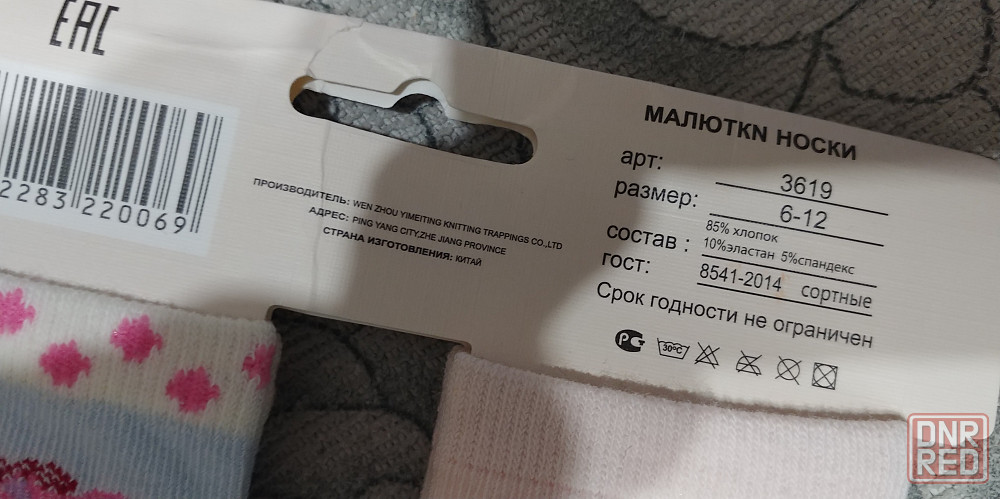 EAC
2283 220069
ПРОИЗВОДИТЕЛЬ: WEN ZHOU YIMEITING KNITTING TRAPPINGS CO.,LTD
АДРЕС: PING YANG CITY,ZHE JIANG PROVINCE
СТРАНА ИЗГОТОВЛЕНИЯ: КИТАЙ
МАЛЮТКN НОСКИ
арт: 3619
размер: 6-12
состав : 85% хлопок
10%эластан 5%спандекс
гост: 8541-2014 сортные
Срок годности не ограничен
РСТ 30°C
DNR
RED